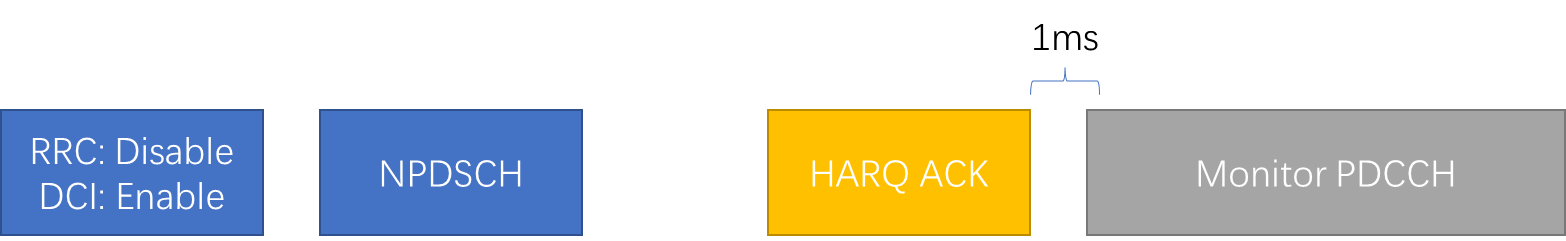 1ms
RRC: Disable
DCI: Enable
NPDSCH
HARQ ACK
Monitor PDCCH